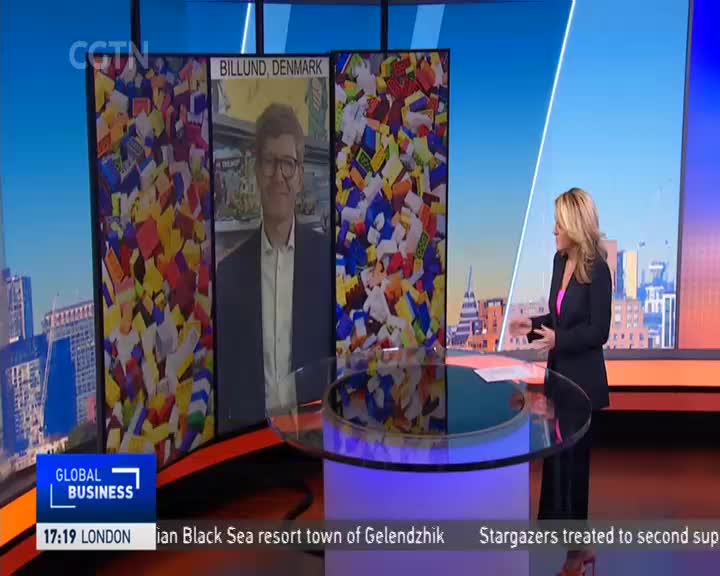 CGTN
BILLUND, DENMARK
GLOBAL
BUSINESS
17:19 LONDON
ian Black Sea resort town of Gelendzhik Stargazers treated to second sup